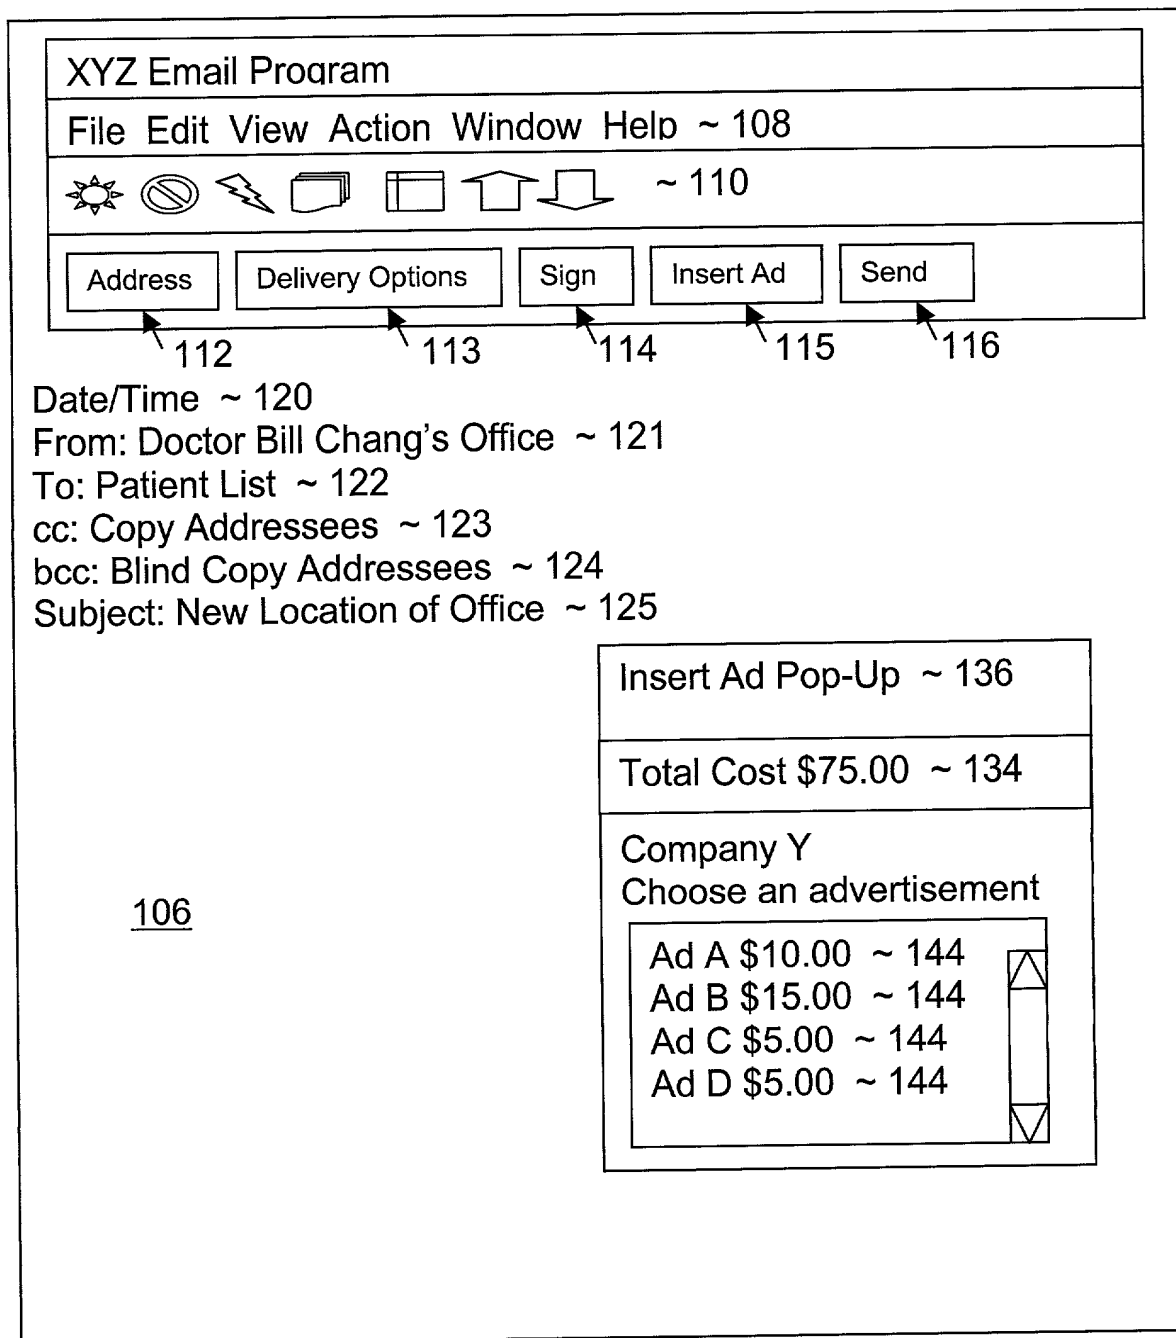 XYZ Email Program
File Edit View Action Window Help ~ 108
~ 110
Address Delivery Options Sign Insert Ad Send
112 113 114 115 116
Date/Time ~ 120
From: Doctor Bill Chang's Office ~ 121
To: Patient List ~ 122
cc: Copy Addressees ~ 123
bcc: Blind Copy Addressees ~ 124
Subject: New Location of Office ~ 125
Insert Ad Pop-Up ~ 136
Total Cost $75.00 ~ 134
Company Y
Choose an advertisement
106
Ad A $10.00 ~ 144
Ad B $15.00 ~ 144
Ad C $5.00 ~ 144
Ad D $5.00 ~ 144